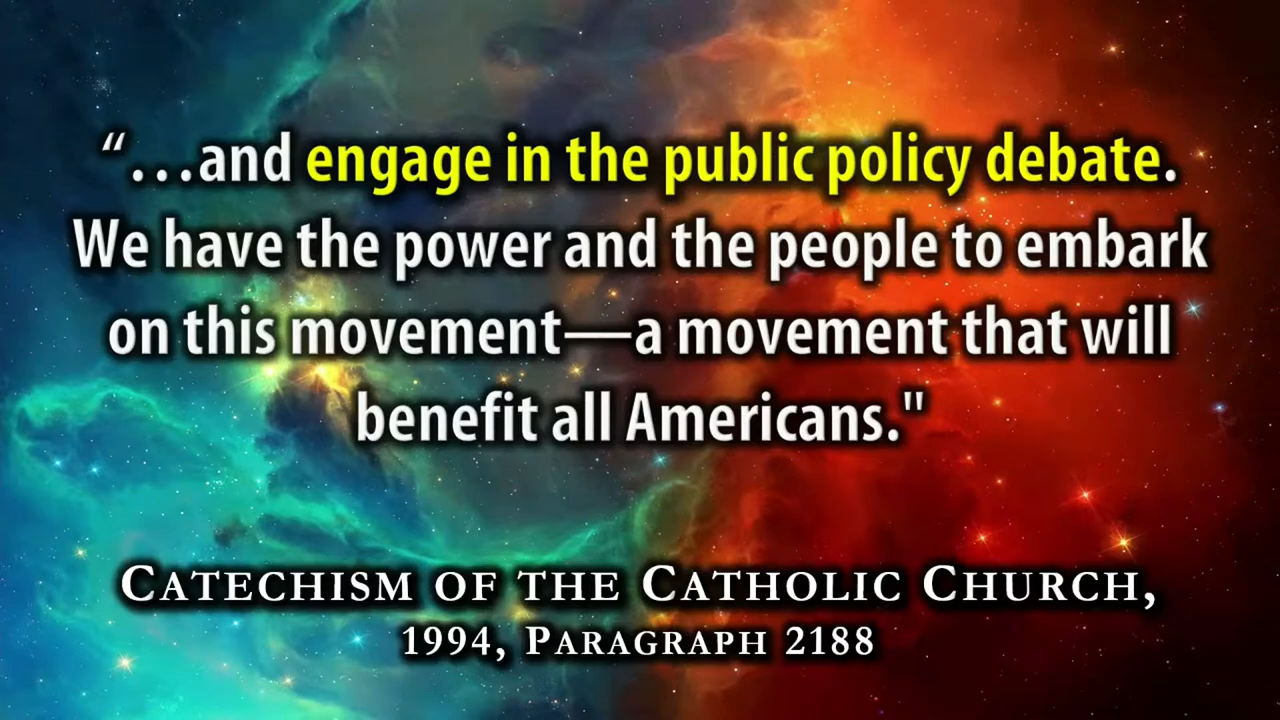 “…and engage in the public policy debate.
We have the power and the people to embark
on this movement—a movement that will
benefit all Americans."
Catechism of the Catholic Church,
1994, Paragraph 2188